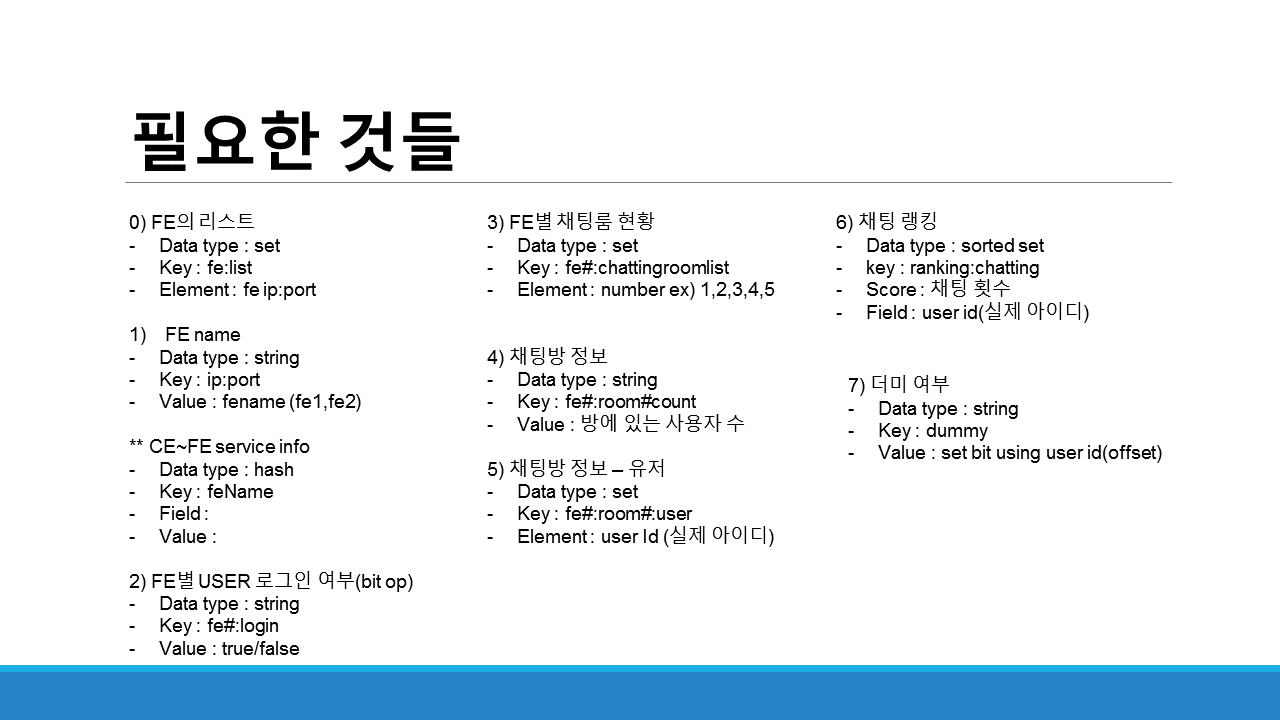 필요한 것들
0) FE의 리스트
- Data type : set
- Key : fe:list
- Element : fe ip:port
1) FE name
- Data type : string
- Key : ip:port
- Value : fename (fe1,fe2)
** CE~FE service info
- Data type : hash
- Key : feName
- Field :
- Value :
2) FE별 USER 로그인 여부(bit op)
- Data type : string
- Key : fe#:login
- Value : true/false
3) FE별 채팅룸 현황
- Data type : set
- Key : fe#:chattingroomlist
- Element : number ex) 1,2,3,4,5
4) 채팅방 정보
- Data type : string
- Key : fe#:room#count
- Value : 방에 있는 사용자 수
5) 채팅방 정보 – 유저
- Data type : set
- Key : fe#:room#:user
- Element : user Id (실제 아이디)
6) 채팅 랭킹
- Data type : sorted set
- key : ranking:chatting
- Score : 채팅 횟수
- Field : user id(실제 아이디)
7) 더미 여부
- Data type : string
- Key : dummy
- Value : set bit using user id(offset)